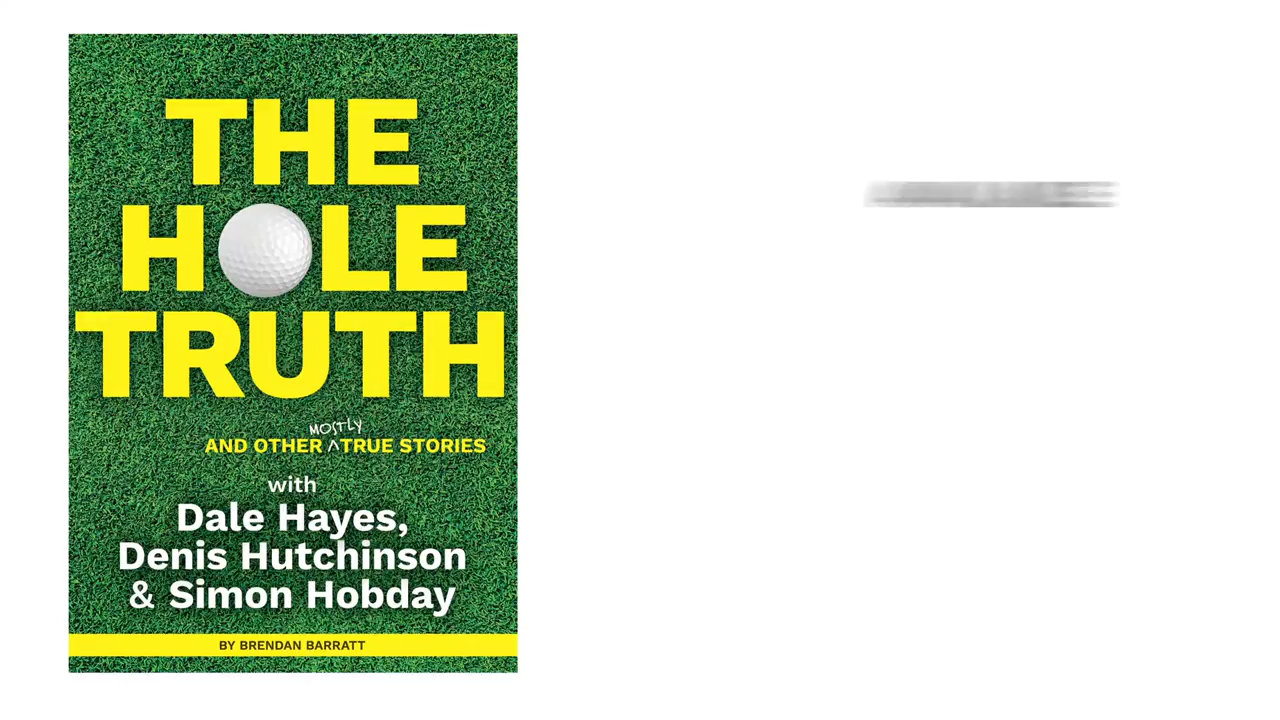 THE
HOLE
TRUTH
MOSTLY
AND OTHER ^ TRUE STORIES
with
Dale Hayes,
Denis Hutchinson
& Simon Hobday
BY BRENDAN BARRATT